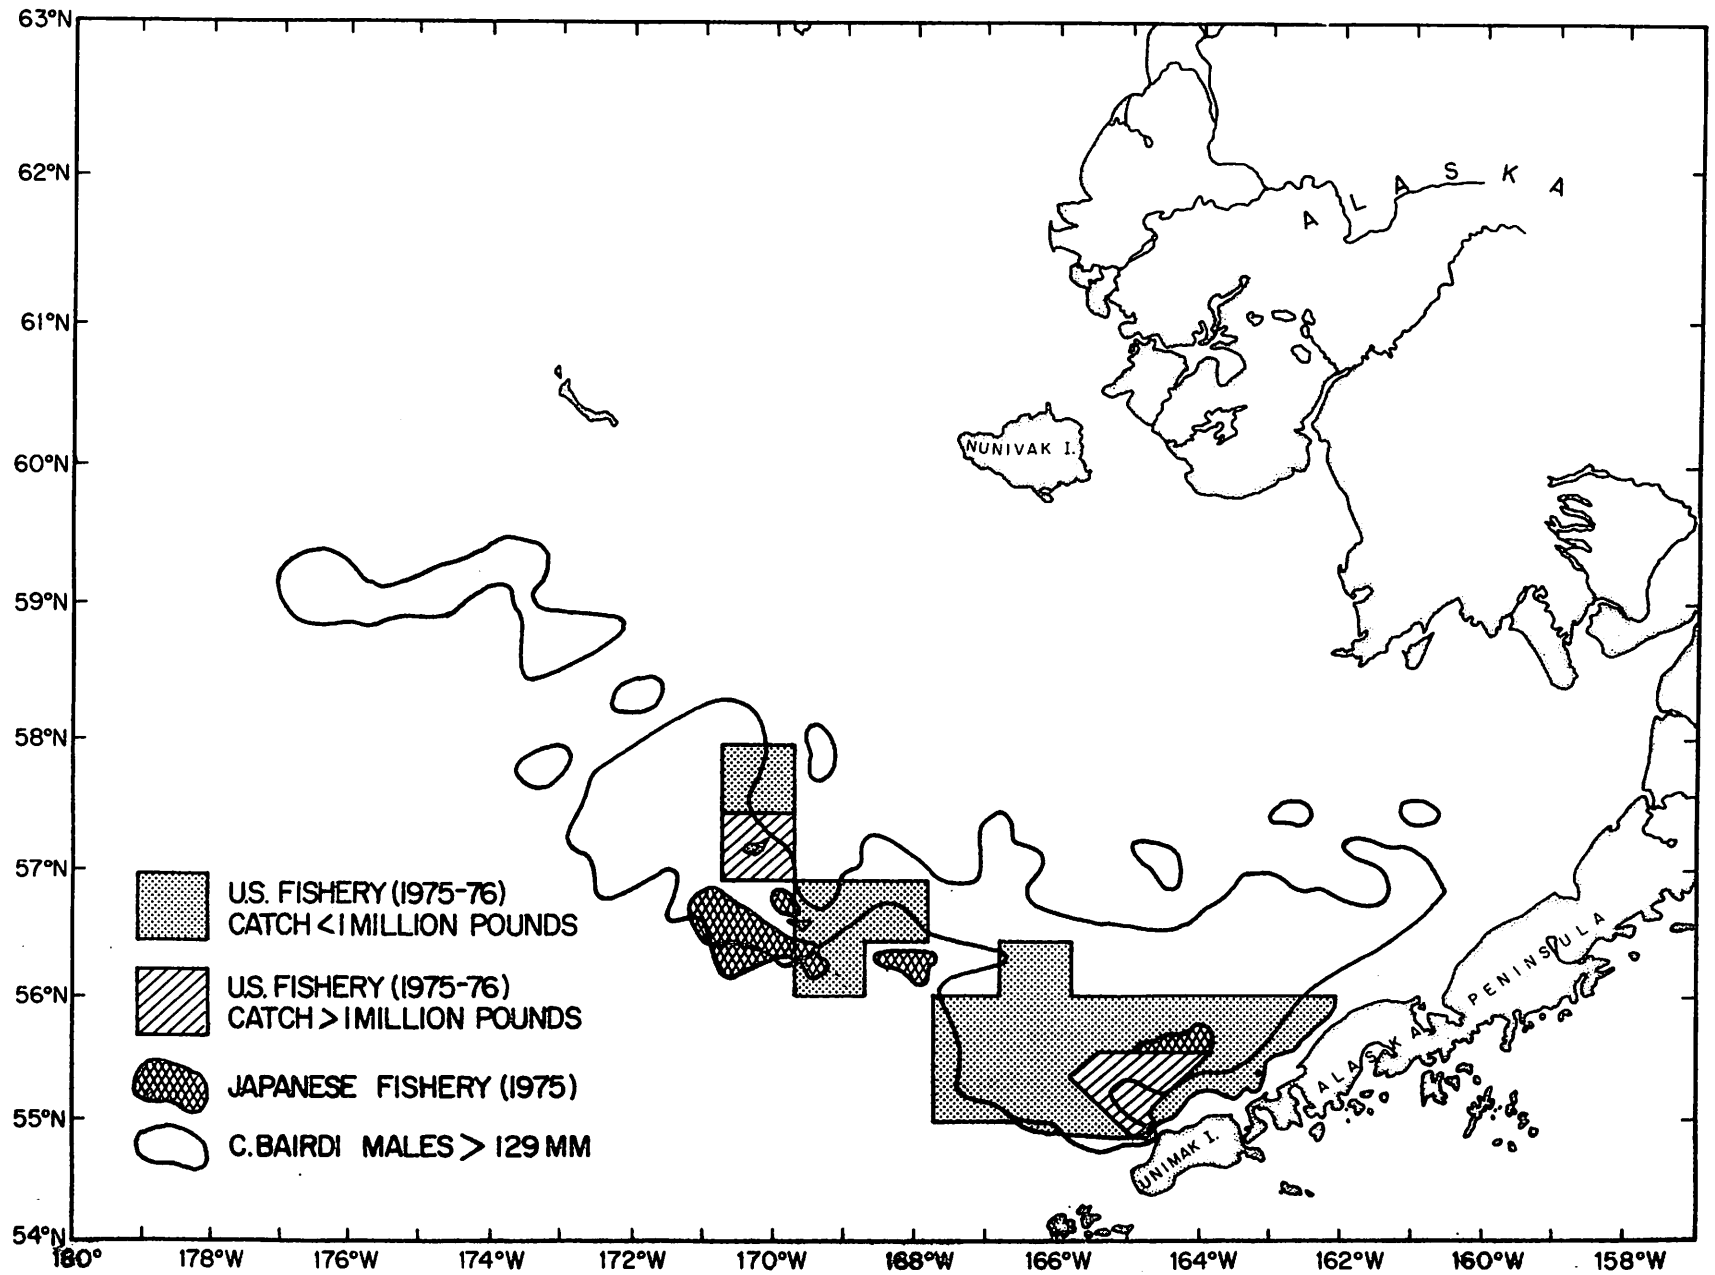 63°N
62°N
61°N
60°N
59°N
58°N
57°N
56°N
55°N
54°N
A L A S K A
NUNIVAK I.
ALASKA PENINSULA
UNIMAK I.
U.S. FISHERY (1975-76)
CATCH < 1 MILLION POUNDS
U.S. FISHERY (1975-76)
CATCH > 1 MILLION POUNDS
JAPANESE FISHERY (1975)
C. BAIRDI MALES > 129 MM
180° 178°W 176°W 174°W 172°W 170°W 168°W 166°W 164°W 162°W 160°W 158°W